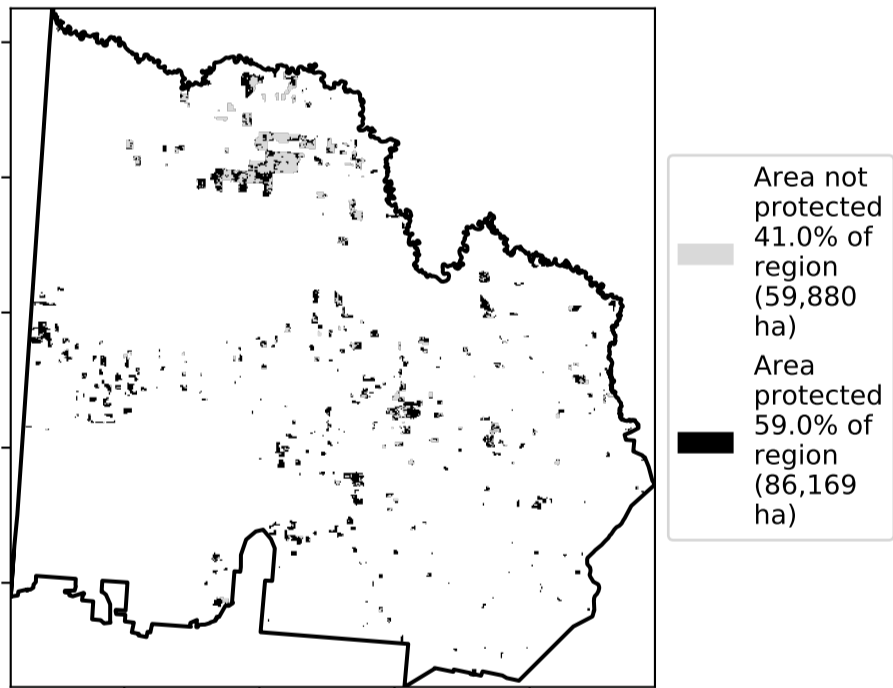 Area not
protected
41.0% of
region
(59,880
ha)
Area
protected
59.0% of
region
(86,169
ha)